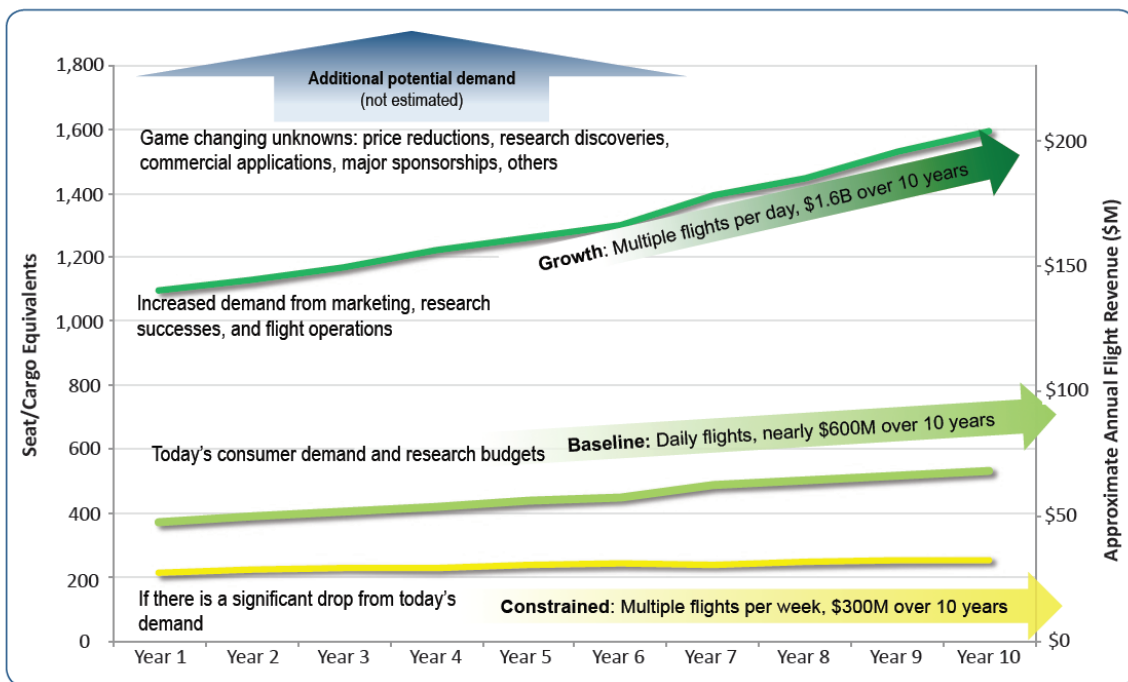 Additional potential demand
(not estimated)
1,800
1,600
1,400
1,200
1,000
800
600
400
200
0
Seat/Cargo Equivalents
Game changing unknowns: price reductions, research discoveries,
commercial applications, major sponsorships, others
Growth: Multiple flights per day, $1.6B over 10 years
Increased demand from marketing, research
successes, and flight operations
Baseline: Daily flights, nearly $600M over 10 years
Today's consumer demand and research budgets
If there is a significant drop from today's
demand
Constrained: Multiple flights per week, $300M over 10 years
$200
$150
$100
$50
$0
Approximate Annual Flight Revenue ($M)
Year 1 Year 2 Year 3 Year 4 Year 5 Year 6 Year 7 Year 8 Year 9 Year 10